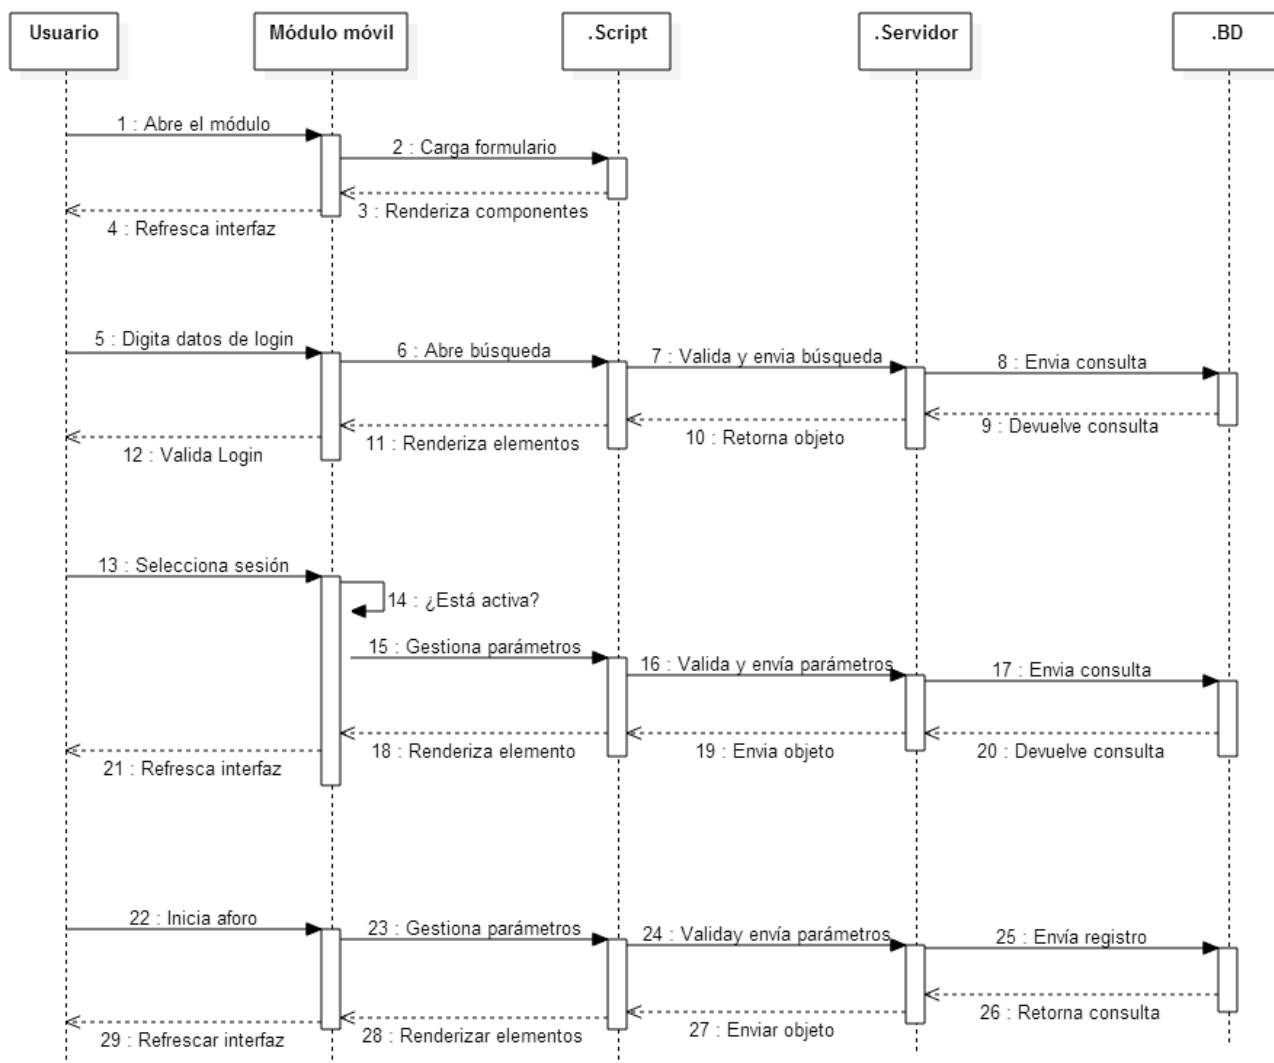 Usuario
Módulo móvil
.Script
.Servidor
.BD
1 : Abre el módulo
2 : Carga formulario
3 : Renderiza componentes
4 : Refresca interfaz
5 : Digita datos de login
6 : Abre búsqueda
7 : Valida y envia búsqueda
8 : Envia consulta
9 : Devuelve consulta
10 : Retorna objeto
11 : Renderiza elementos
12 : Valida Login
13 : Selecciona sesión
14 : ¿Está activa?
15 : Gestiona parámetros
16 : Valida y envía parámetros
17 : Envia consulta
18 : Renderiza elemento
19 : Envia objeto
20 : Devuelve consulta
21 : Refresca interfaz
22 : Inicia aforo
23 : Gestiona parámetros
24 : Validay envía parámetros
25 : Envía registro
26 : Retorna consulta
27 : Enviar objeto
28 : Renderizar elementos
29 : Refrescar interfaz